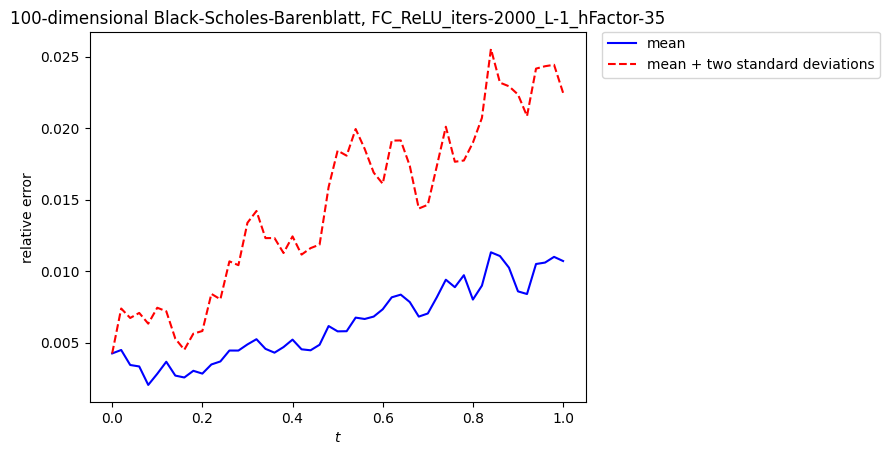 100-dimensional Black-Scholes-Barenblatt, FC_ReLU_iters-2000_L-1_hFactor-35
mean
mean + two standard deviations
relative error
0.025
0.020
0.015
0.010
0.005
0.0
0.2
0.4
0.6
0.8
1.0
t